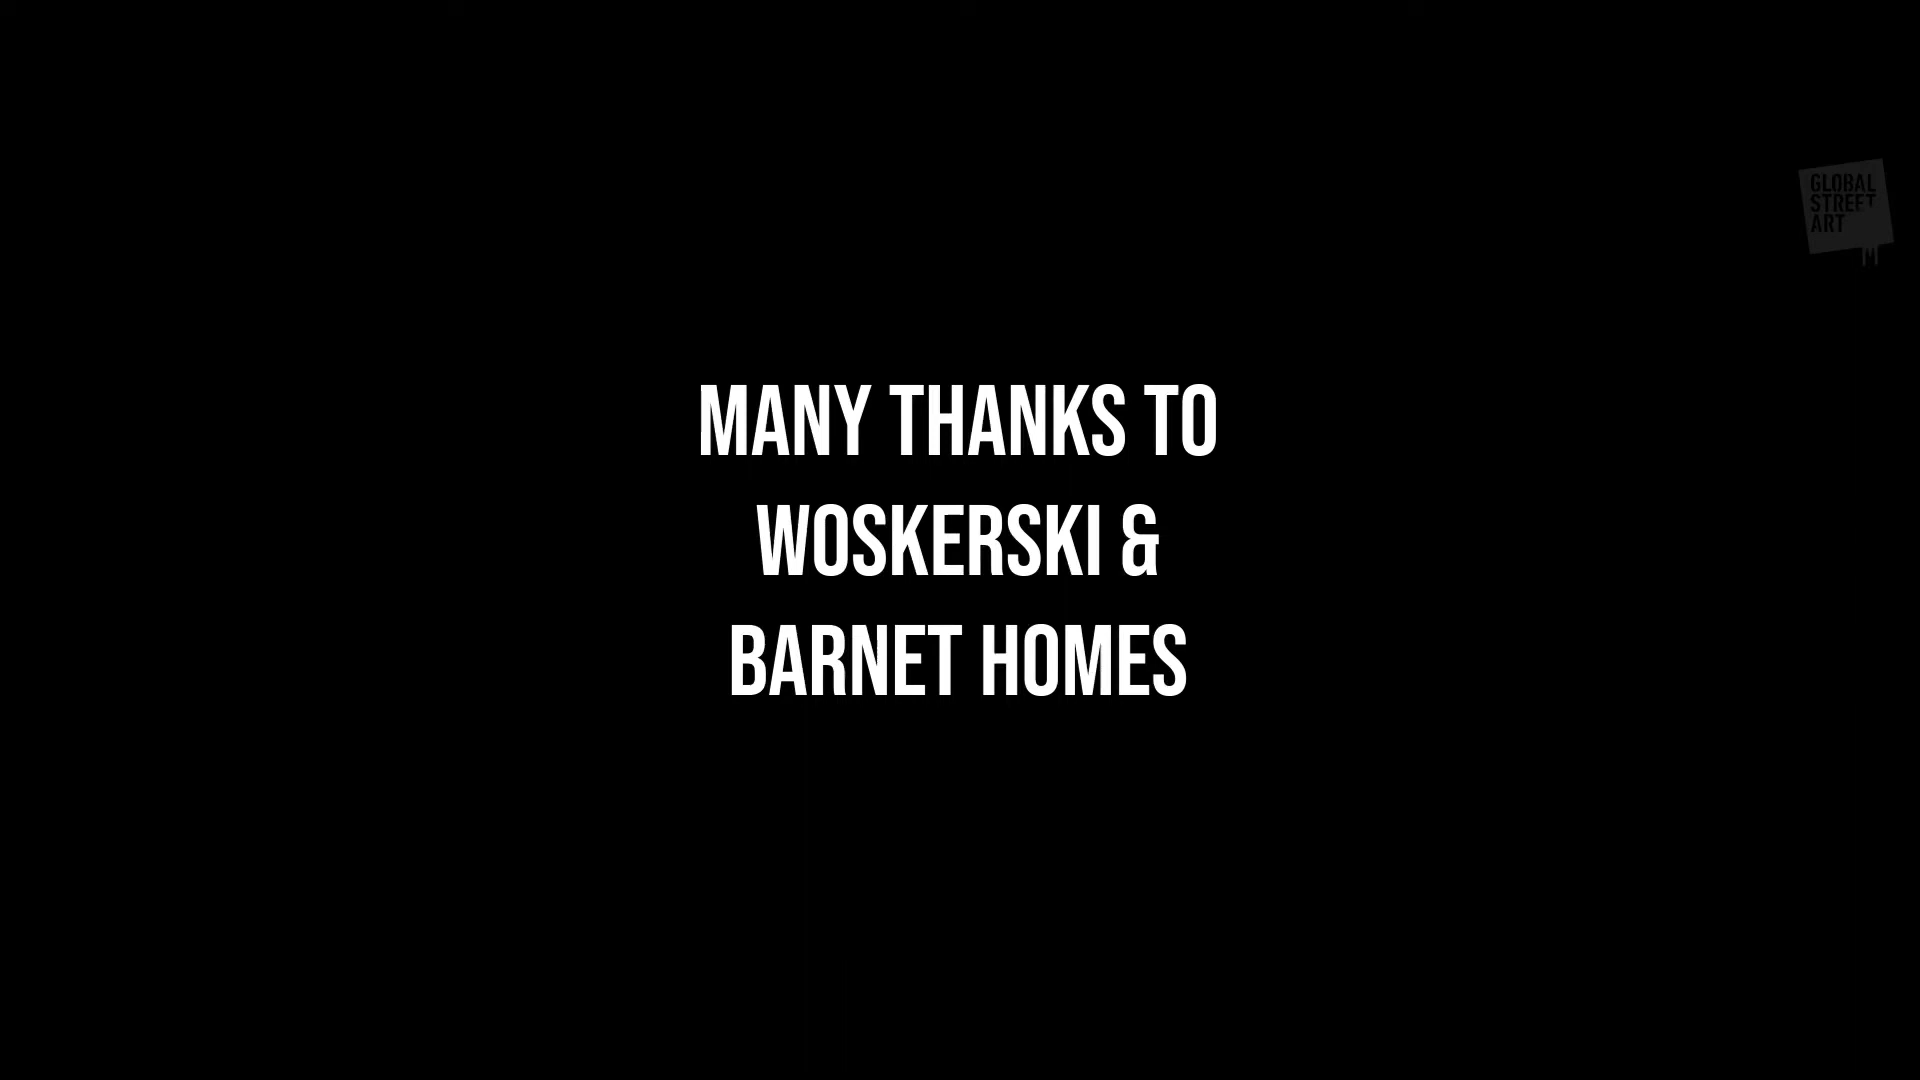 GLOBAL
STREET
ART
MANY THANKS TO
WOSKERSKI &
BARNET HOMES